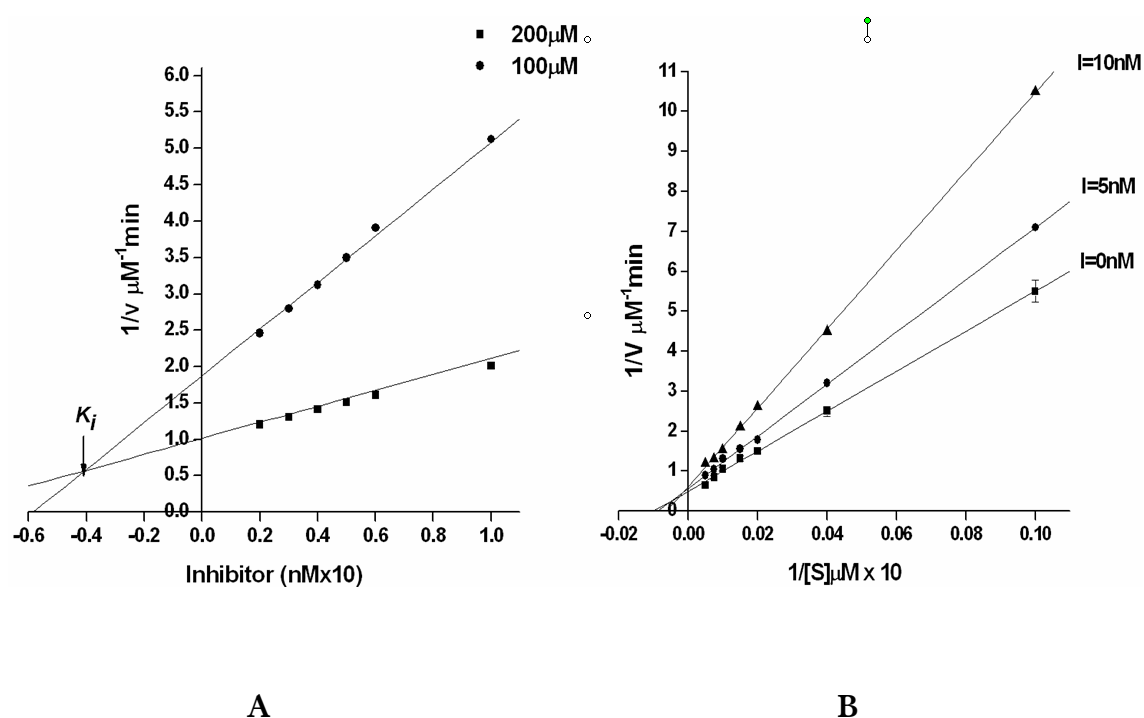 200μM
100μM
6.0
5.5
5.0
4.5
4.0
3.5
3.0
2.5
2.0
1.5
1.0
0.5
0.0
1/v μM⁻¹min
Ki
-0.6 -0.4 -0.2 0.0 0.2 0.4 0.6 0.8 1.0
Inhibitor (nMx10)
A
I=10nM
I=5nM
I=0nM
11
10
9
8
7
6
5
4
3
2
1
0
1/V μM⁻¹min
-0.02 0.00 0.02 0.04 0.06 0.08 0.10
1/[S]μM x 10
B